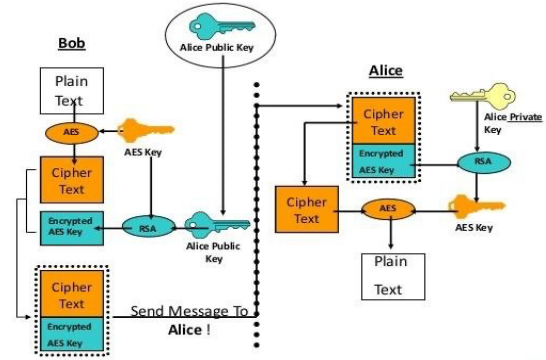 Alice Public Key
Bob
Plain
Text
AES
AES Key
Cipher
Text
Encrypted
AES Key
RSA
Alice Public
Key
Cipher
Text
Encrypted
AES Key
Send Message To
Alice !
Alice
Cipher
Text
Encrypted
AES Key
Alice Private
Key
RSA
Cipher
Text
AES
AES Key
Plain
Text